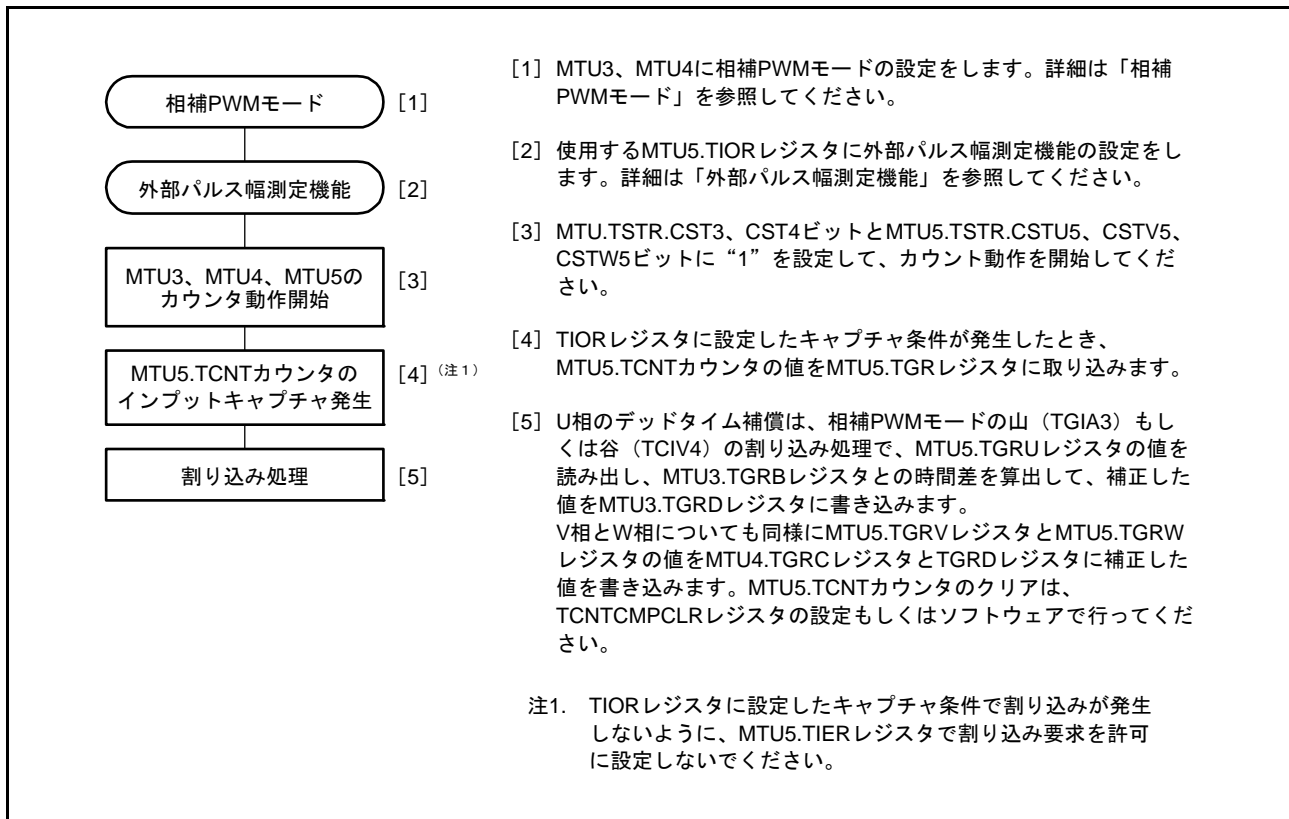 相補PWMモード [1]
外部パルス幅測定機能 [2]
MTU3、MTU4、MTU5の
カウンタ動作開始 [3]
MTU5.TCNTカウンタの
インプットキャプチャ発生 [4](注1)
割り込み処理 [5]
[1] MTU3、MTU4に相補PWMモードの設定をします。詳細は「相補
PWMモード」を参照してください。
[2] 使用するMTU5.TIORレジスタに外部パルス幅測定機能の設定をし
ます。詳細は「外部パルス幅測定機能」を参照してください。
[3] MTU.TSTR.CST3、CST4ビットとMTU5.TSTR.CSTU5、CSTV5、
CSTW5ビットに“1”を設定して、カウント動作を開始してくだ
さい。
[4] TIORレジスタに設定したキャプチャ条件が発生したとき、
MTU5.TCNTカウンタの値をMTU5.TGRレジスタに取り込みます。
[5] U相のデッドタイム補償は、相補PWMモードの山（TGIA3）もし
くは谷（TCIV4）の割り込み処理で、MTU5.TGRUレジスタの値を
読み出し、MTU3.TGRBレジスタとの時間差を算出して、補正した
値をMTU3.TGRDレジスタに書き込みます。
V相とW相についても同様にMTU5.TGRVレジスタとMTU5.TGRW
レジスタの値をMTU4.TGRCレジスタとTGRDレジスタに補正した
値を書き込みます。MTU5.TCNTカウンタのクリアは、
TCNTCMPCLRレジスタの設定もしくはソフトウェアで行ってくだ
さい。
注1. TIORレジスタに設定したキャプチャ条件で割り込みが発生
しないように、MTU5.TIERレジスタで割り込み要求を許可
に設定しないでください。